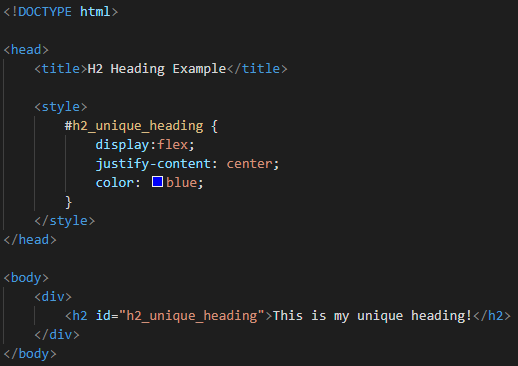 <!DOCTYPE html>
<head>
<title>H2 Heading Example</title>
<style>
#h2_unique_heading {
display:flex;
justify-content: center;
color: blue;
}
</style>
</head>
<body>
<div>
<h2 id="h2_unique_heading">This is my unique heading!</h2>
</div>
</body>